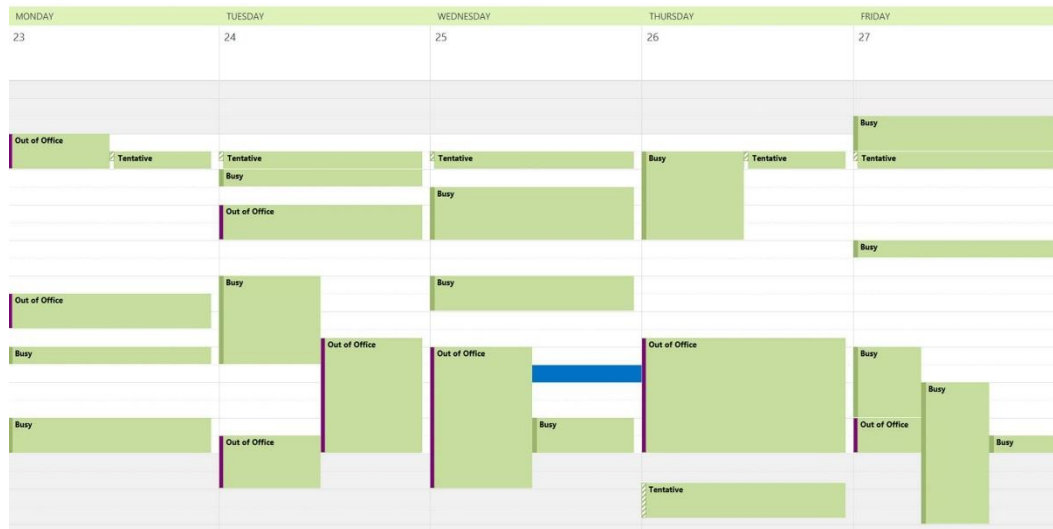 MONDAY
TUESDAY
WEDNESDAY
THURSDAY
FRIDAY
23
24
25
26
27
Out of Office
Tentative
Out of Office
Busy
Busy
Tentative
Busy
Out of Office
Busy
Out of Office
Out of Office
Tentative
Busy
Busy
Out of Office
Busy
Busy
Tentative
Out of Office
Tentative
Busy
Tentative
Busy
Busy
Busy
Out of Office
Busy